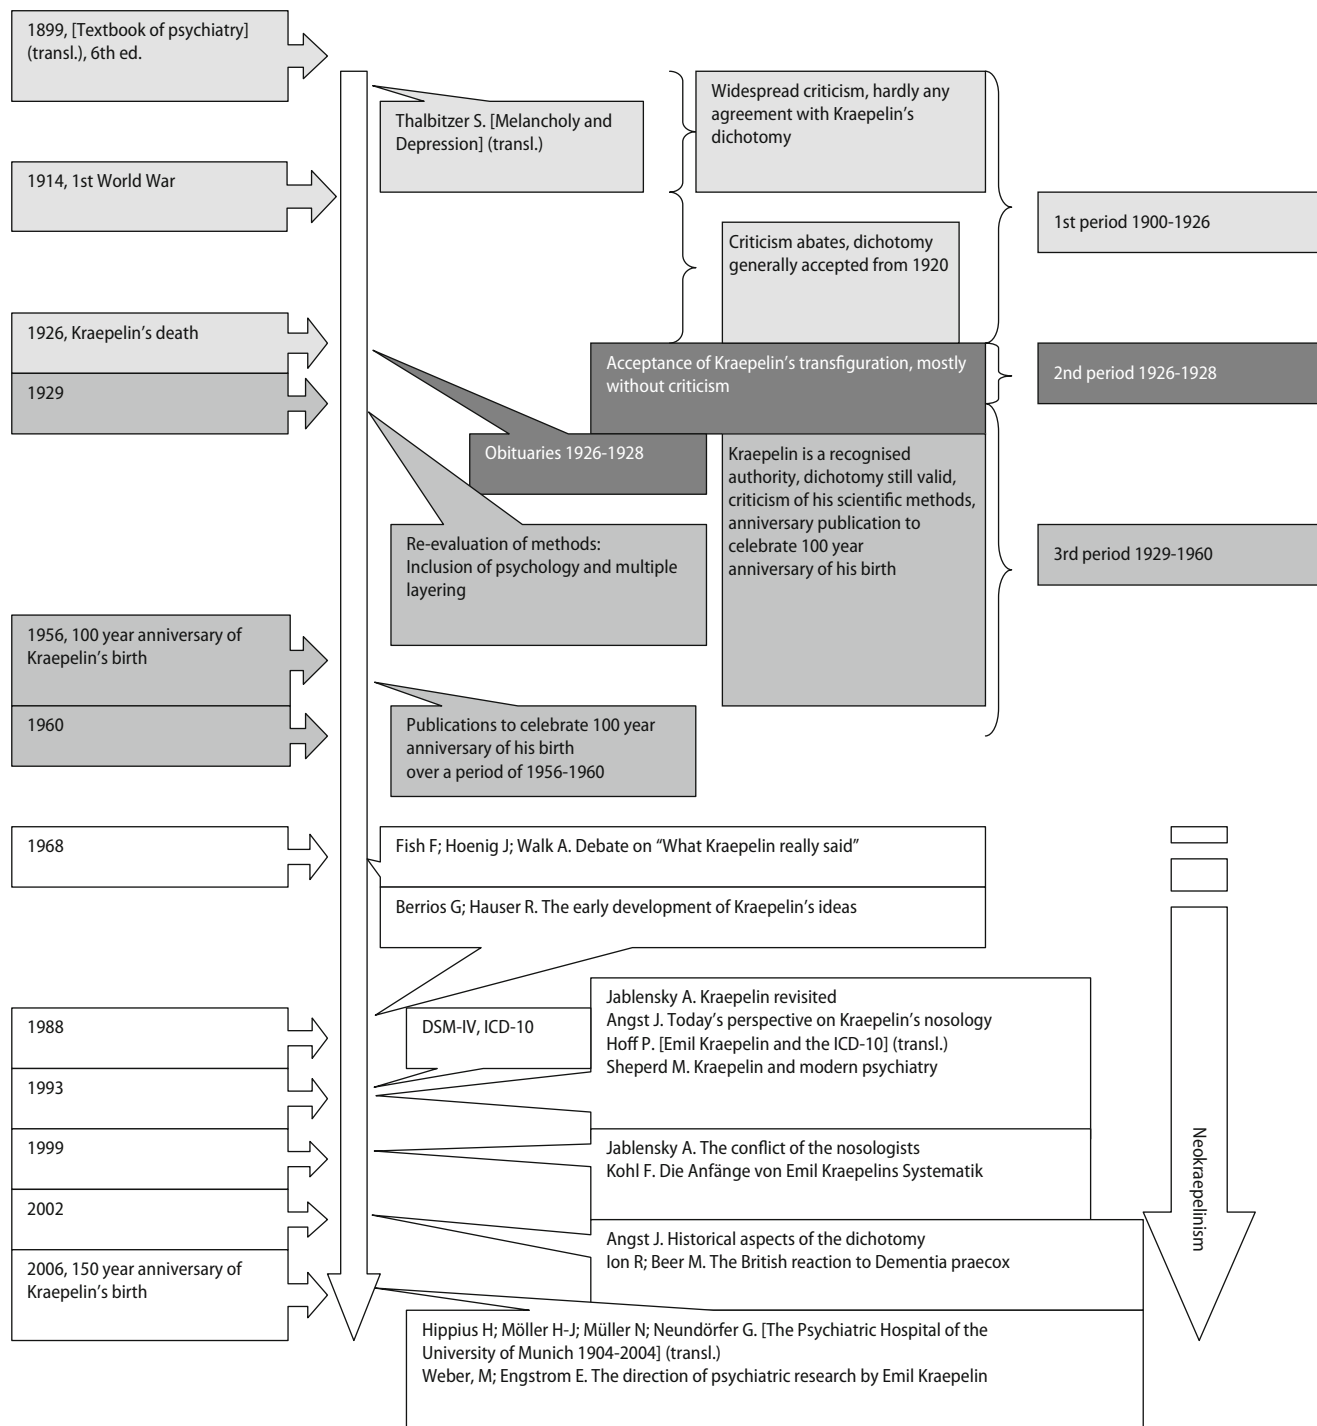 1899, [Textbook of psychiatry]
(transl.), 6th ed.
Thalbitzer S. [Melancholy and
Depression] (transl.)
Widespread criticism, hardly any
agreement with Kraepelin's
dichotomy
1914, 1st World War
1st period 1900-1926
Criticism abates, dichotomy
generally accepted from 1920
1926, Kraepelin's death
Acceptance of Kraepelin's transfiguration, mostly
without criticism
2nd period 1926-1928
1929
Obituaries 1926-1928
Kraepelin is a recognised
authority, dichotomy still valid,
criticism of his scientific methods,
anniversary publication to
celebrate 100 year
anniversary of his birth
Re-evaluation of methods:
Inclusion of psychology and multiple
layering
3rd period 1929-1960
1956, 100 year anniversary of
Kraepelin's birth
1960
Publications to celebrate 100 year
anniversary of his birth
over a period of 1956-1960
1968
Fish F; Hoenig J; Walk A. Debate on “What Kraepelin really said”
Berrios G; Hauser R. The early development of Kraepelin's ideas
1988
DSM-IV, ICD-10
Jablensky A. Kraepelin revisited
Angst J. Today's perspective on Kraepelin's nosology
Hoff P. [Emil Kraepelin and the ICD-10] (transl.)
Sheperd M. Kraepelin and modern psychiatry
1993
1999
Jablensky A. The conflict of the nosologists
Kohl F. Die Anfänge von Emil Kraepelins Systematik
2002
Angst J. Historical aspects of the dichotomy
Ion R; Beer M. The British reaction to Dementia praecox
2006, 150 year anniversary of
Kraepelin's birth
Hippius H; Möller H-J; Müller N; Neundörfer G. [The Psychiatric Hospital of the
University of Munich 1904-2004] (transl.)
Weber, M; Engstrom E. The direction of psychiatric research by Emil Kraepelin
Neokraepelinism